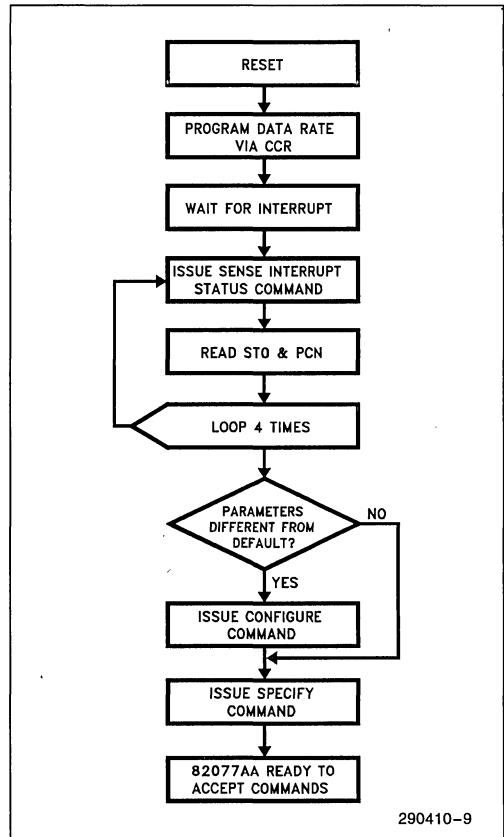 RESET
PROGRAM DATA RATE
VIA CCR
WAIT FOR INTERRUPT
ISSUE SENSE INTERRUPT
STATUS COMMAND
READ ST0 & PCN
LOOP 4 TIMES
PARAMETERS
DIFFERENT FROM
DEFAULT?
NO
YES
ISSUE CONFIGURE
COMMAND
ISSUE SPECIFY
COMMAND
82077AA READY TO
ACCEPT COMMANDS
290410-9